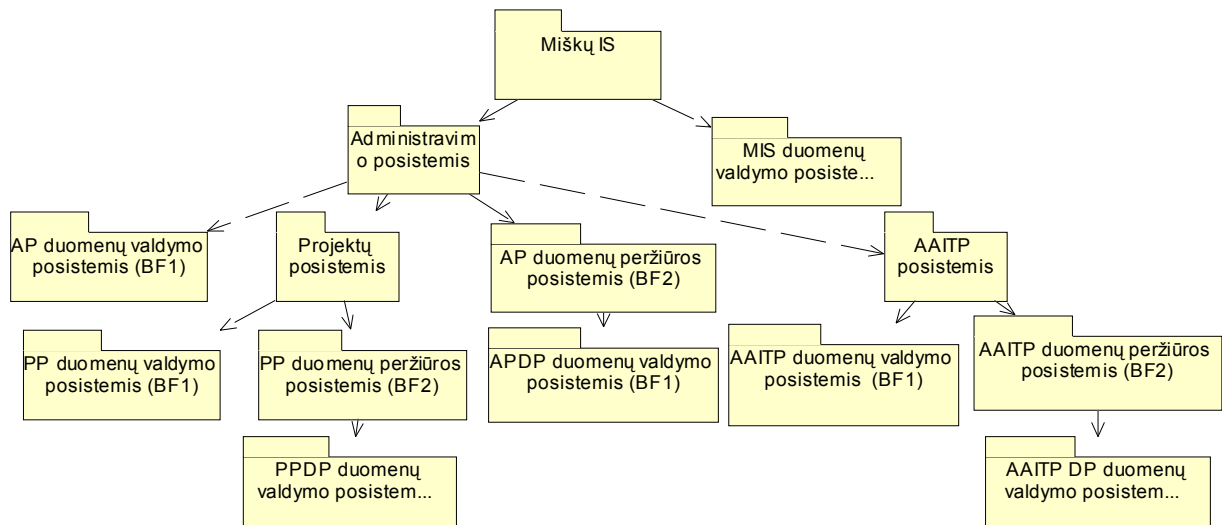 Miškų IS
Administravim
o posistemis
MIS duomenų
valdymo posiste...
AP duomenų valdymo
posistemis (BF1)
Projektų
posistemis
AP duomenų peržiūros
posistemis (BF2)
AAITP
posistemis
PP duomenų valdymo
posistemis (BF1)
PP duomenų peržiūros
posistemis (BF2)
APDP duomenų valdymo
posistemis (BF1)
AAITP duomenų valdymo
posistemis (BF1)
AAITP duomenų peržiūros
posistemis (BF2)
PPDP duomenų
valdymo posistem...
AAITP DP duomenų
valdymo posistem...